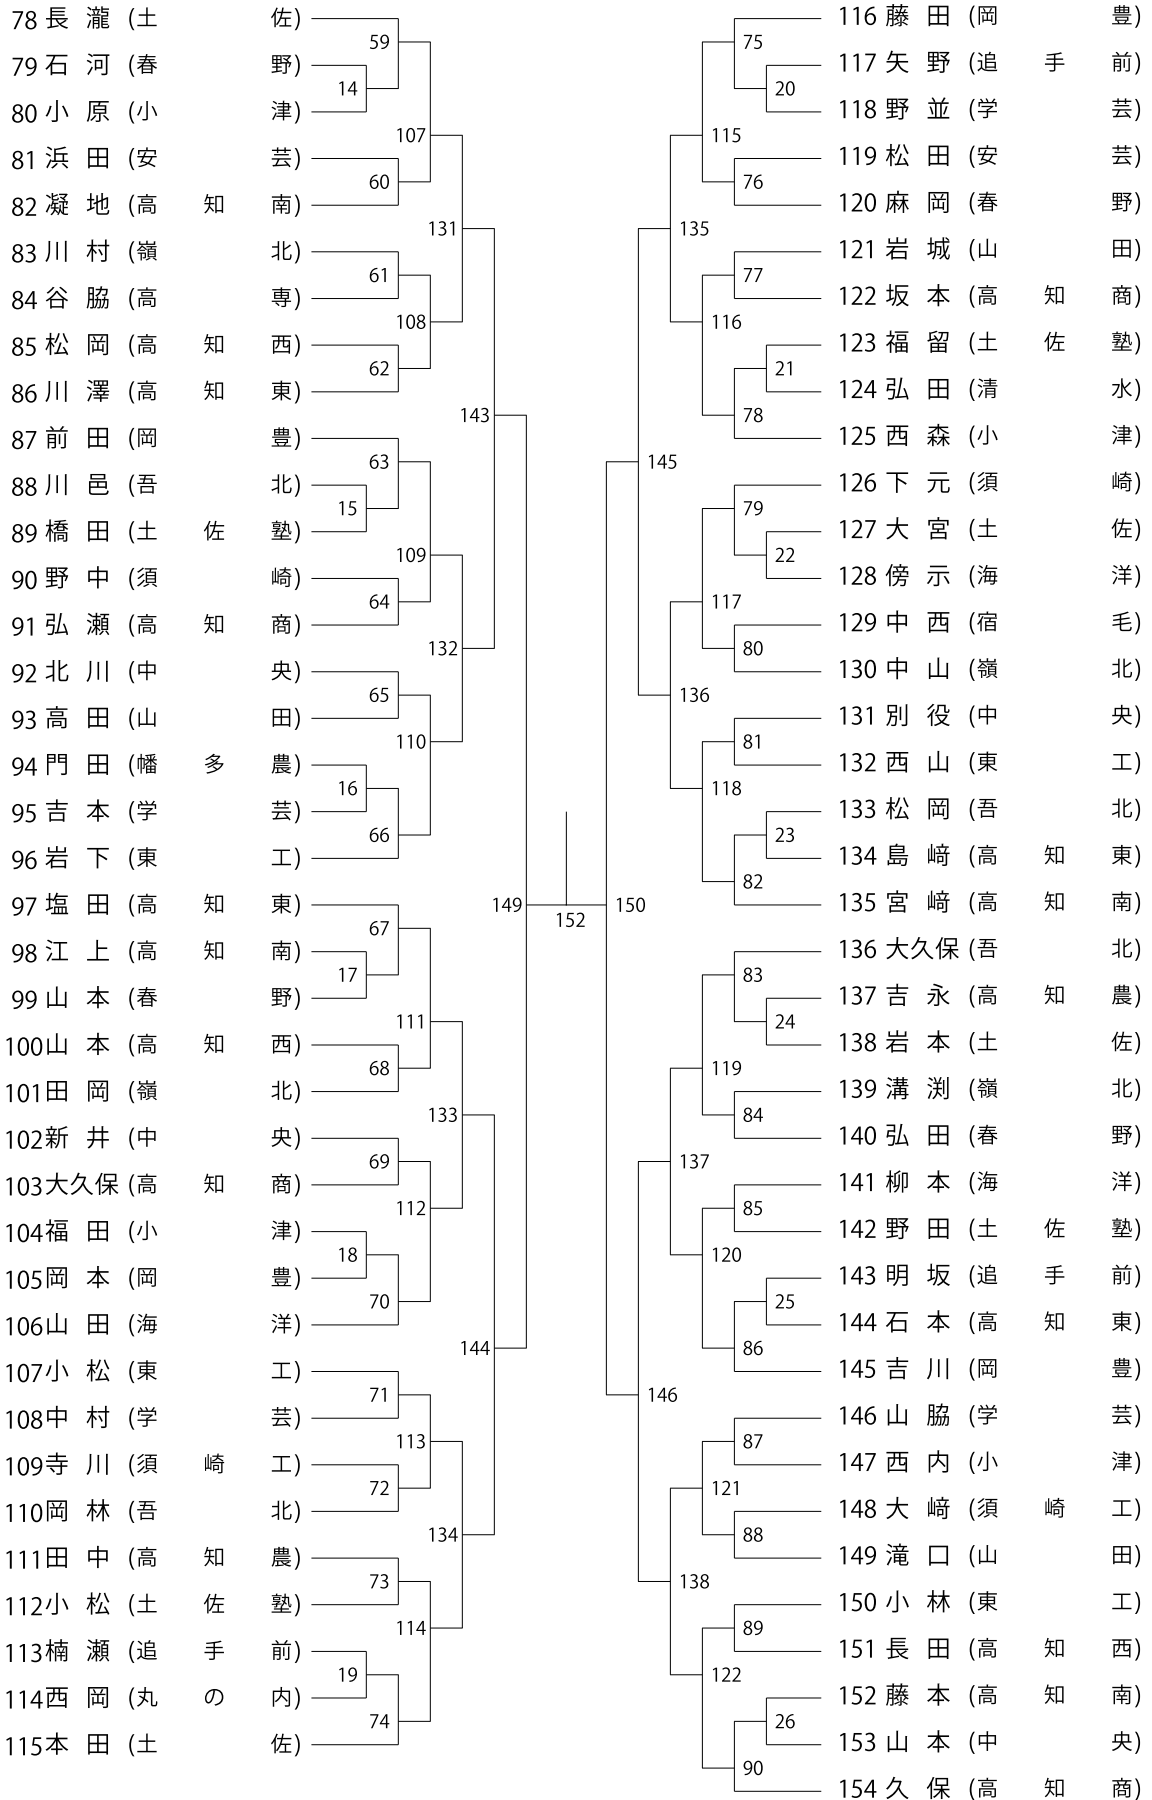 78 長瀧 (土佐)
79 石河 (春野)
80 小原 (小津)
81 浜田 (安芸)
82 凝地 (高知南)
83 川村 (嶺北)
84 谷脇 (高専)
85 松岡 (高知西)
86 川澤 (高知東)
87 前田 (岡豊)
88 川邑 (吾北)
89 橋田 (土佐塾)
90 野中 (須崎)
91 弘瀬 (高知商)
92 北川 (中央)
93 高田 (山田)
94 門田 (幡多農)
95 吉本 (学芸)
96 岩下 (東工)
97 塩田 (高知東)
98 江上 (高知南)
99 山本 (春野)
100 山本 (高知西)
101 田岡 (嶺北)
102 新井 (中央)
103 大久保 (高知商)
104 福田 (小津)
105 岡本 (岡豊)
106 山田 (海洋)
107 小松 (東工)
108 中村 (学芸)
109 寺川 (須崎工)
110 岡林 (吾北)
111 田中 (高知農)
112 小松 (土佐塾)
113 楠瀬 (追手前)
114 西岡 (丸の内)
115 本田 (土佐)
14
15
16
17
18
19
59
60
61
62
63
64
65
66
67
68
69
70
71
72
73
74
107
108
109
110
111
112
113
114
131
132
133
134
143
144
149
152
150
145
146
135
136
137
138
115
116
117
118
119
120
121
122
75
76
77
78
79
80
81
82
83
84
85
86
87
88
89
90
20
21
22
23
24
25
26
116 藤田 (岡豊)
117 矢野 (追手前)
118 野並 (学芸)
119 松田 (安芸)
120 麻岡 (春野)
121 岩城 (山田)
122 坂本 (高知商)
123 福留 (土佐塾)
124 弘田 (清水)
125 西森 (小津)
126 下元 (須崎)
127 大宮 (土佐)
128 傍示 (海洋)
129 中西 (宿毛)
130 中山 (嶺北)
131 別役 (中央)
132 西山 (東工)
133 松岡 (吾北)
134 島﨑 (高知東)
135 宮﨑 (高知南)
136 大久保 (吾北)
137 吉永 (高知農)
138 岩本 (土佐)
139 溝渕 (嶺北)
140 弘田 (春野)
141 柳本 (海洋)
142 野田 (土佐塾)
143 明坂 (追手前)
144 石本 (高知東)
145 吉川 (岡豊)
146 山脇 (学芸)
147 西内 (小津)
148 大﨑 (須崎工)
149 滝口 (山田)
150 小林 (東工)
151 長田 (高知西)
152 藤本 (高知南)
153 山本 (中央)
154 久保 (高知商)